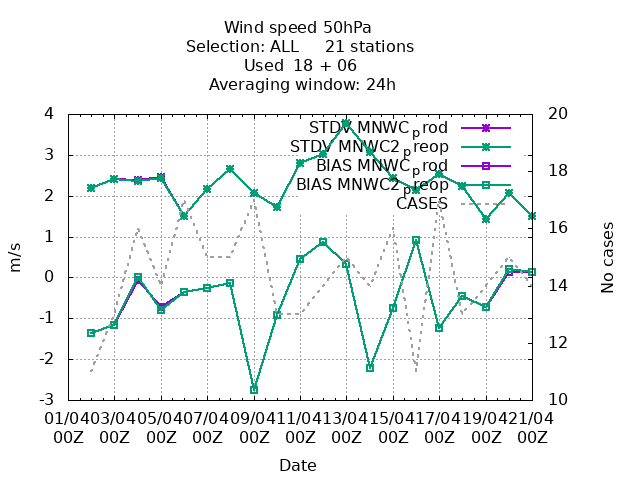 Wind speed 50hPa
Selection: ALL 21 stations
Used 18 + 06
Averaging window: 24h
4
3
2
1
0
-1
-2
-3
m/s
20
18
16
14
12
10
No cases
STDV MNWC_prod
STDV MNWC2_preop
BIAS MNWC_prod
BIAS MNWC2_preop
CASES
01/04 03/04 05/04 07/04 09/04 11/04 13/04 15/04 17/04 19/04 21/04
00Z 00Z 00Z 00Z 00Z 00Z 00Z 00Z 00Z 00Z 00Z
Date